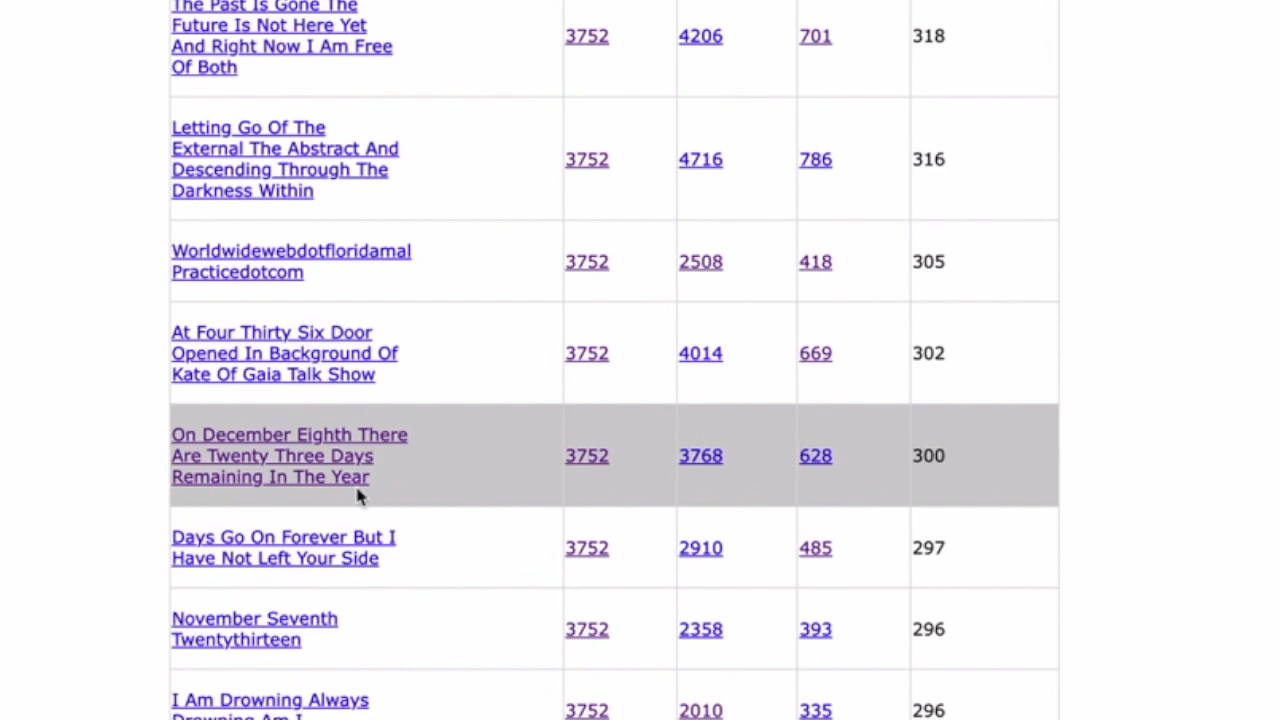 The Past Is Gone The
Future Is Not Here Yet
And Right Now I Am Free
Of Both
3752 4206 701 318
Letting Go Of The
External The Abstract And
Descending Through The
Darkness Within
3752 4716 786 316
Worldwidewebdotfloridamal
Practicedotcom
3752 2508 418 305
At Four Thirty Six Door
Opened In Background Of
Kate Of Gaia Talk Show
3752 4014 669 302
On December Eighth There
Are Twenty Three Days
Remaining In The Year
3752 3768 628 300
Days Go On Forever But I
Have Not Left Your Side
3752 2910 485 297
November Seventh
Twentythirteen
3752 2358 393 296
I Am Drowning Always
Drowning Am I
3752 2010 335 296